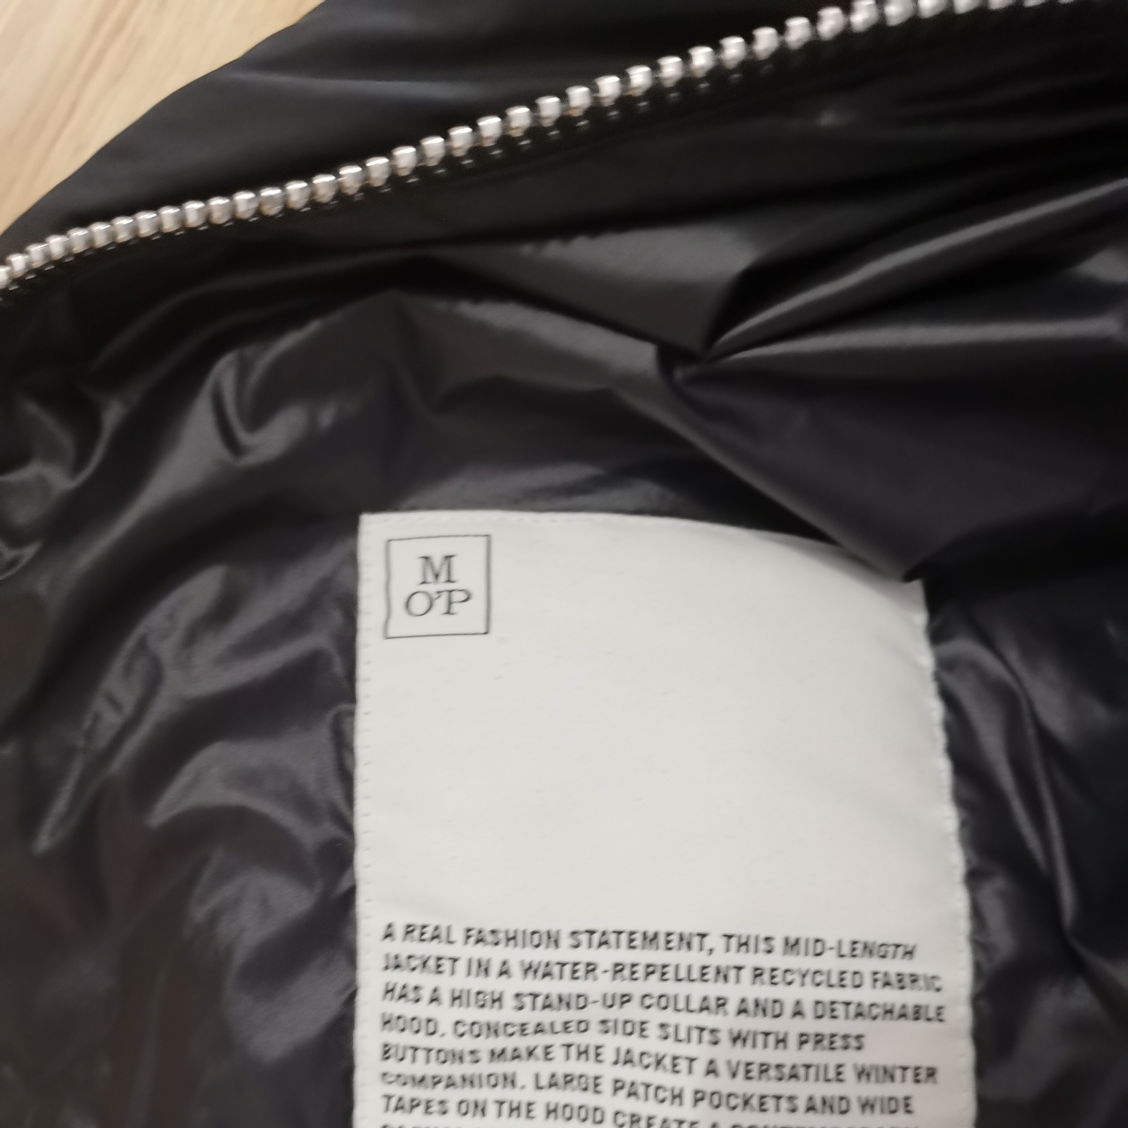 M
O'P
A REAL FASHION STATEMENT, THIS MID-LENGTH
JACKET IN A WATER-REPELLENT RECYCLED FABRIC
HAS A HIGH STAND-UP COLLAR AND A DETACHABLE
HOOD. CONCEALED SIDE SLITS WITH PRESS
BUTTONS MAKE THE JACKET A VERSATILE WINTER
COMPANION. LARGE PATCH POCKETS AND WIDE
TAPES ON THE HOOD CREATE A